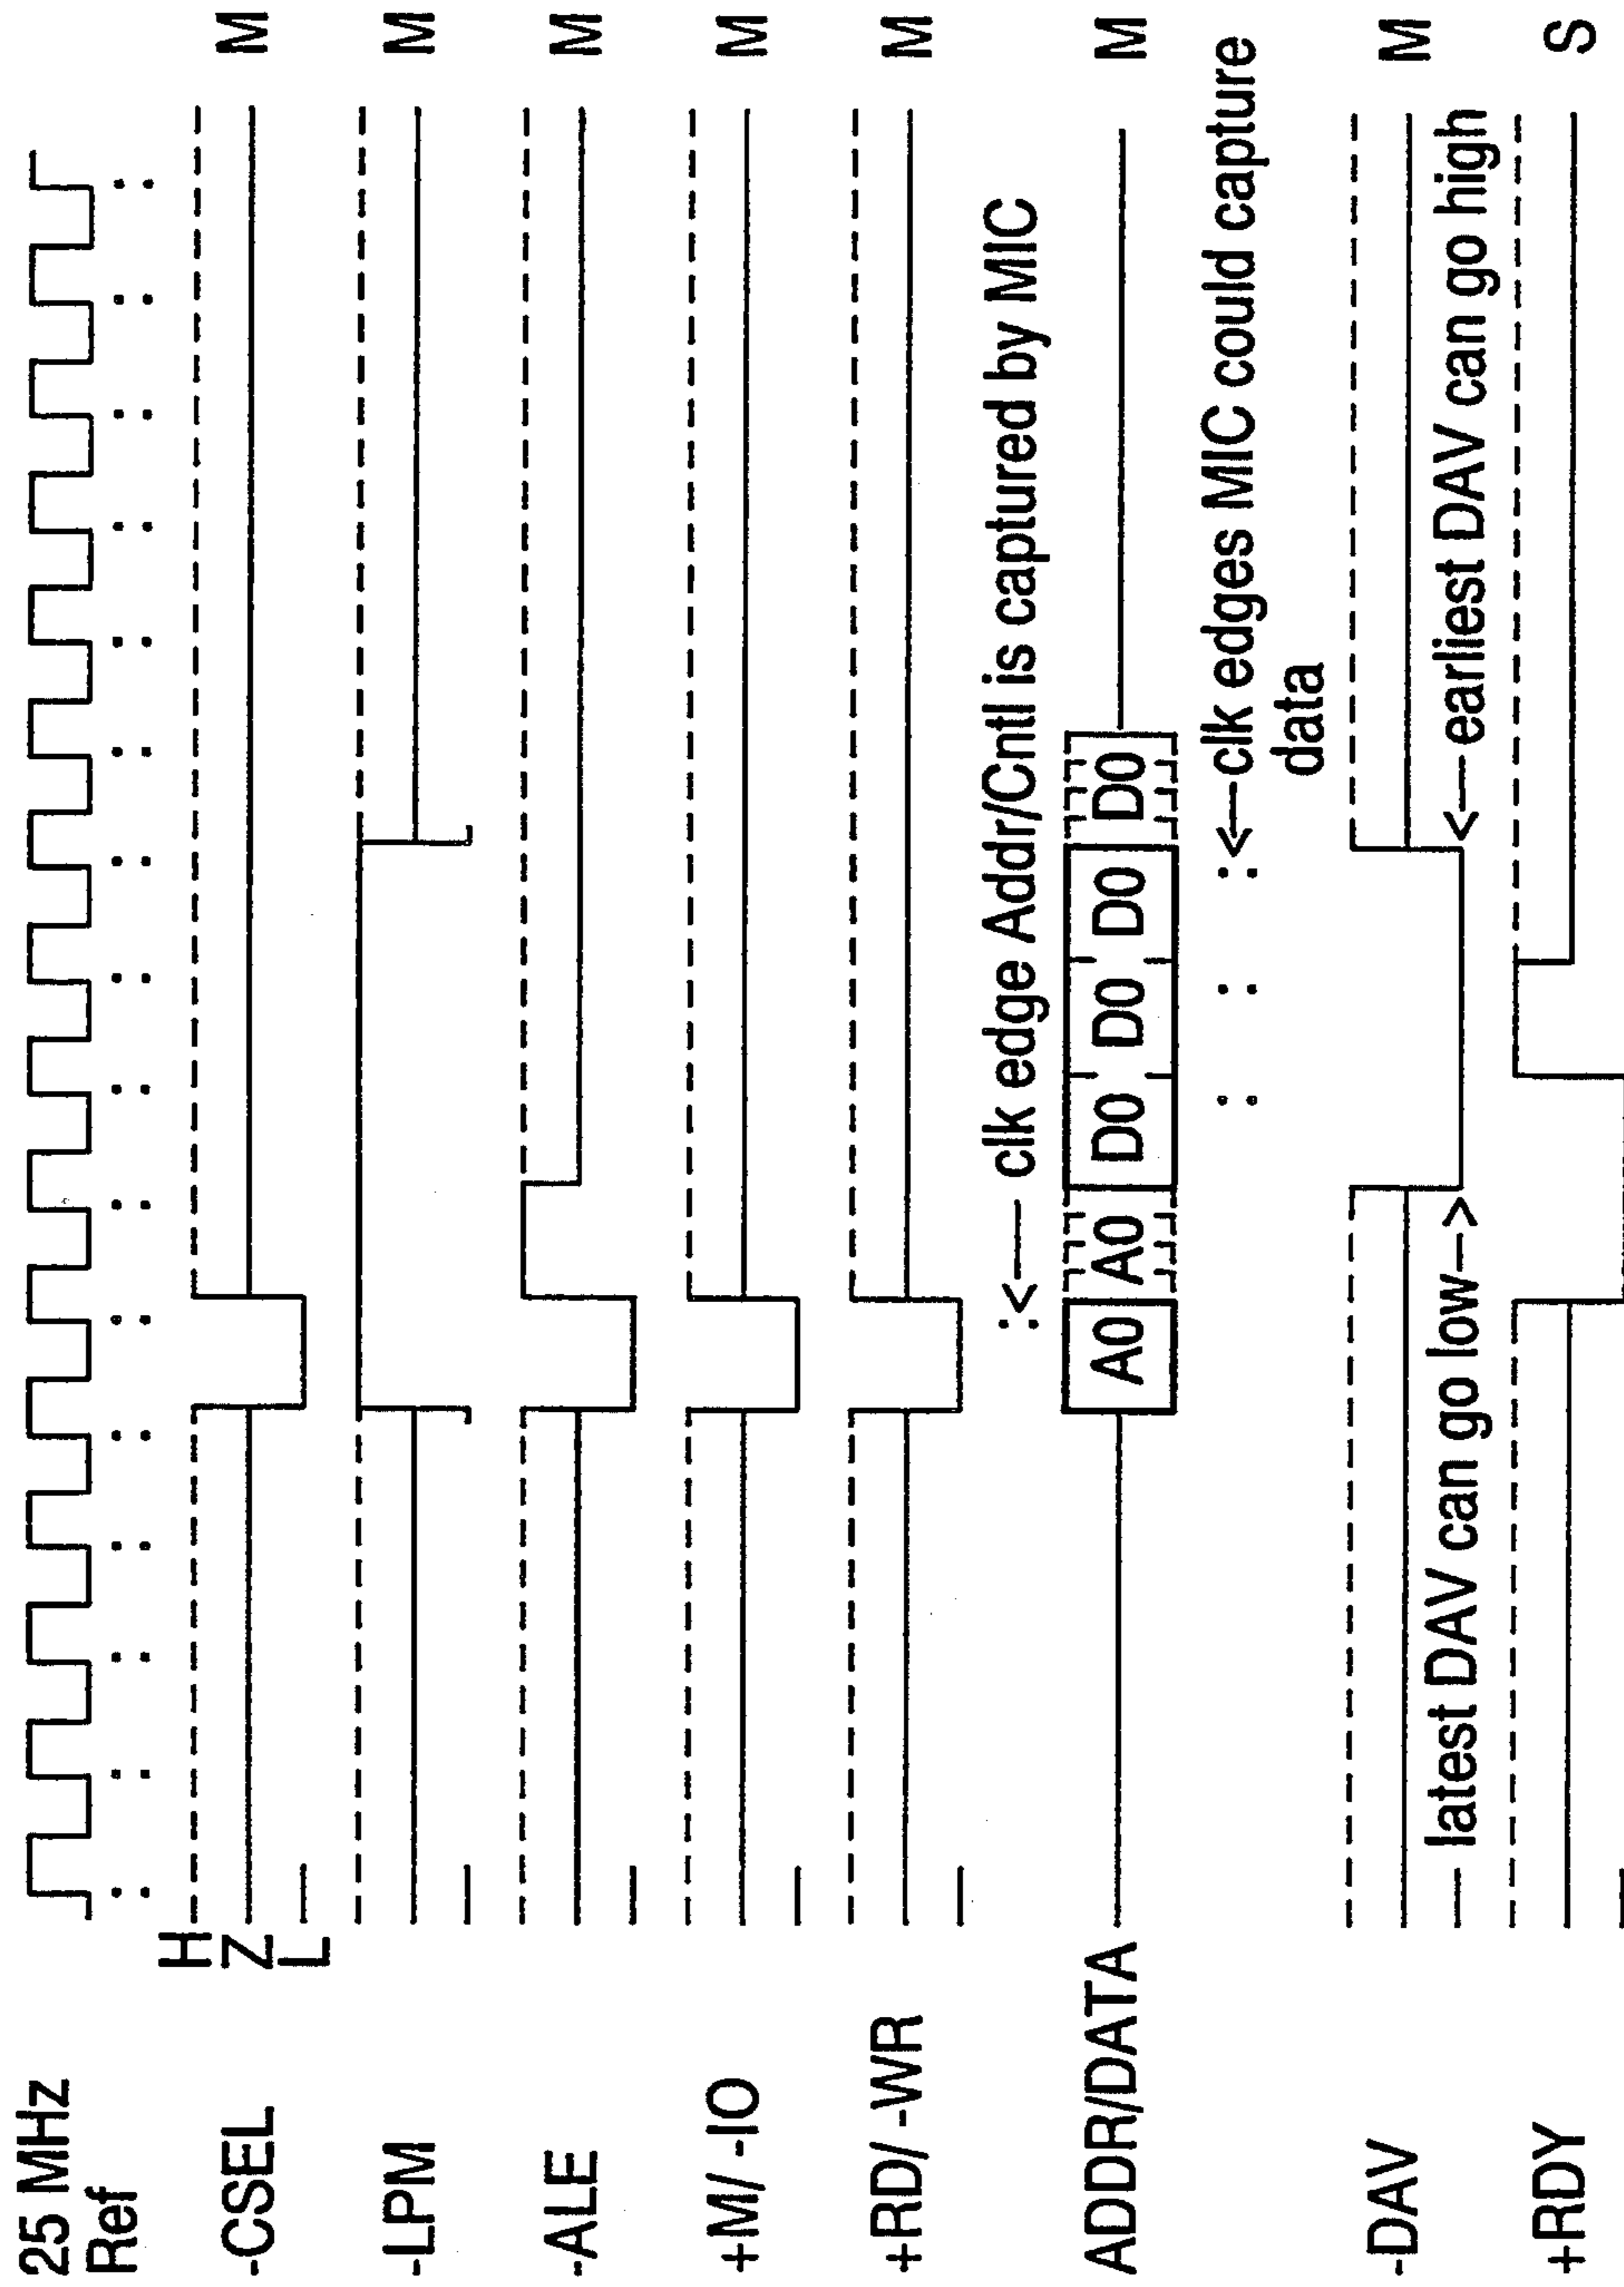 25 MHz
Ref
H
Z
L
-CSEL M
-LPM M
-ALE M
+M/ -IO M
+RD/ -WR M
:<—— clk edge Addr/Cntl is captured by MIC
ADDR/DATA A0 A0 D0 D0 D0 D0 M
: : :<—clk edges MIC could capture
data
-DAV M
— latest DAV can go low—> <—earliest DAV can go high
+RDY S